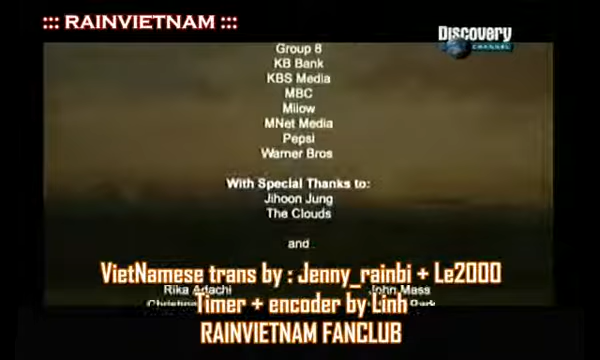 ::: RAINVIETNAM :::
Discovery
CHANNEL
Group 8
KB Bank
KBS Media
MBC
Miiow
MNet Media
Pepsi
Warner Bros
With Special Thanks to:
Jihoon Jung
The Clouds
and
VietNamese trans by : Jenny_rainbi + Le2000
Rika Adachi
John Mass
Timer + encoder by Linh
Park
RAINVIETNAM FANCLUB